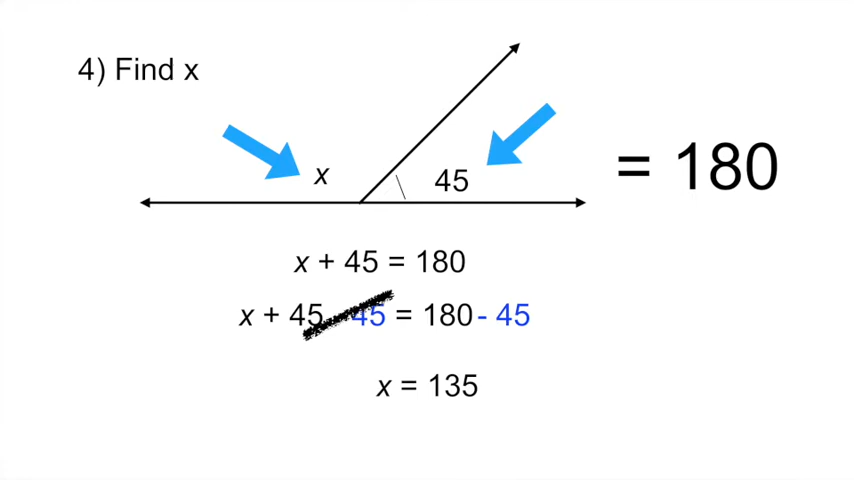 4) Find x
x
45
= 180
x + 45 = 180
x + 45 - 45 = 180 - 45
x = 135